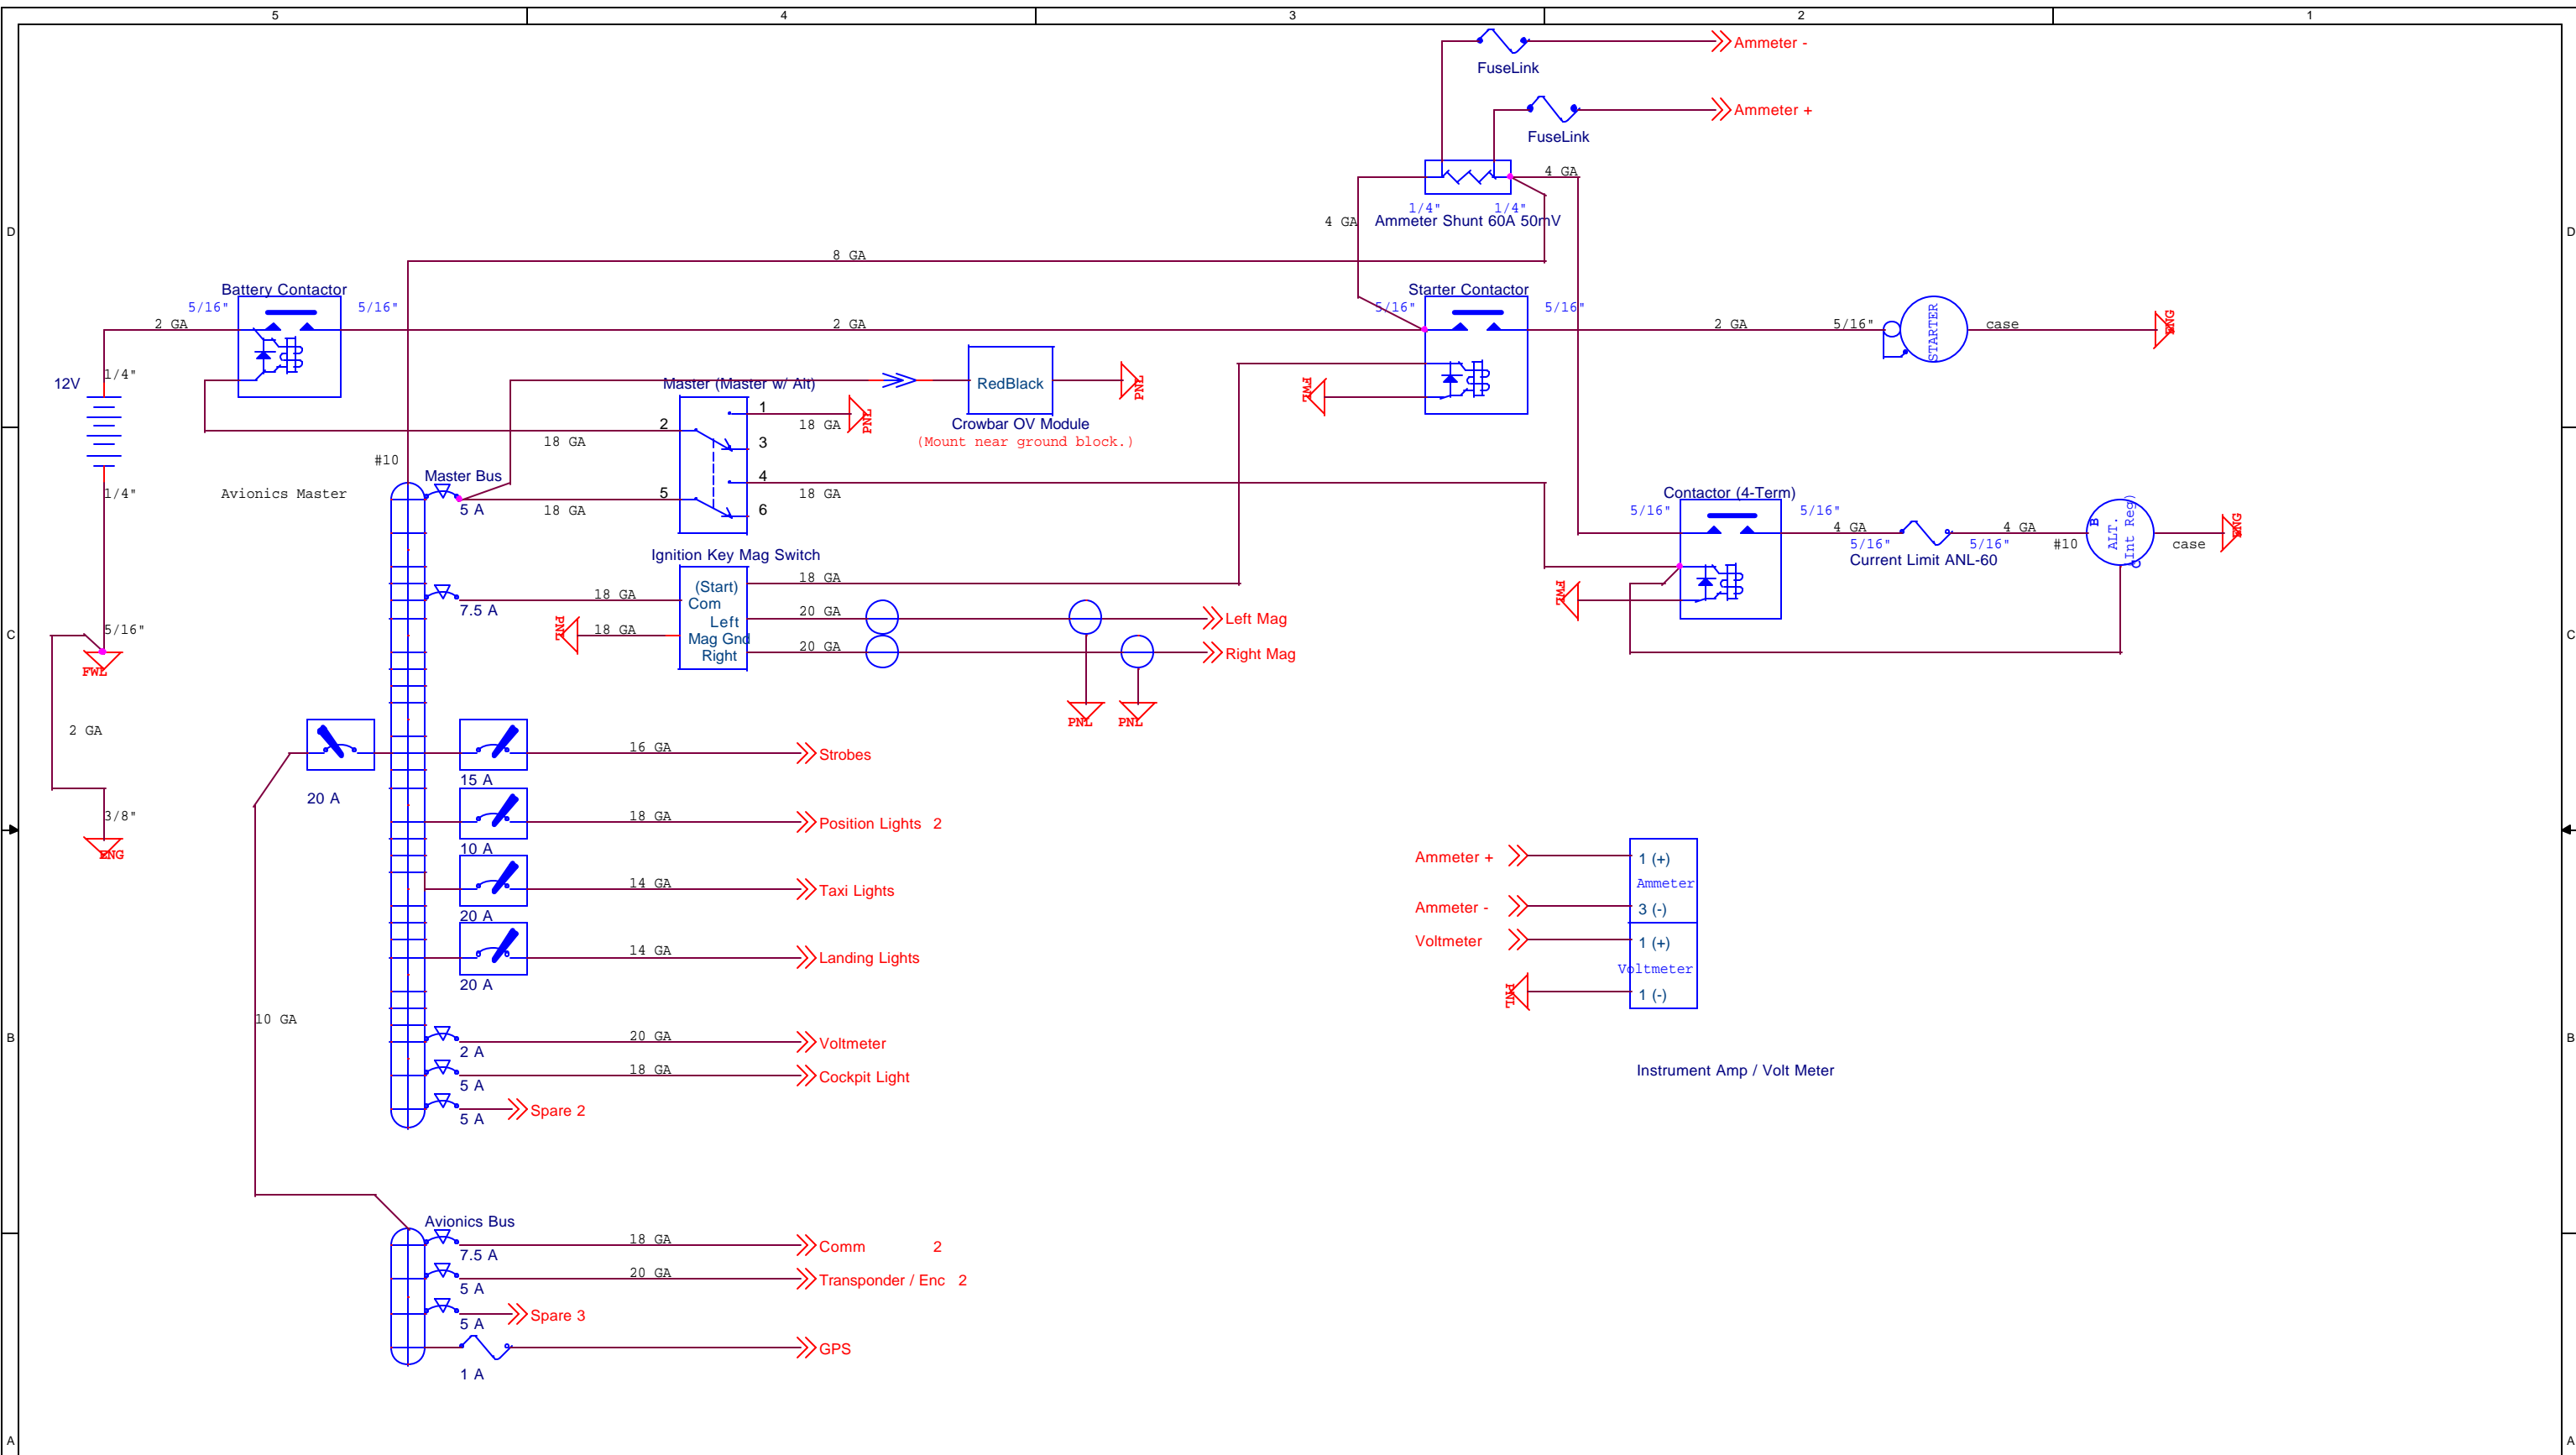 5 4 3 2 1
Ammeter -
FuseLink
Ammeter +
FuseLink
4 GA
1/4" 1/4"
Ammeter Shunt 60A 50mV
4 GA
D D
8 GA
Battery Contactor
5/16" 5/16"
2 GA
2 GA
Starter Contactor
5/16" 5/16"
2 GA
5/16"
STARTER
case
ENG
12V
1/4"
1/4"
Master (Master w/ Alt)
RedBlack
PNL
Crowbar OV Module
(Mount near ground block.)
FWL
1
PNL
18 GA
2
18 GA
3
4
18 GA
5
18 GA
6
#10
Avionics Master
Master Bus
5 A
Contactor (4-Term)
5/16" 5/16"
4 GA
5/16" 5/16"
4 GA
Current Limit ANL-60
#10
B
ALT.
(Int Reg)
case
ENG
FWL
Ignition Key Mag Switch
(Start)
Com
Left
Mag Gnd
Right
18 GA
7.5 A
18 GA
PNL
18 GA
20 GA
Left Mag
20 GA
Right Mag
PNL PNL
C C
5/16"
FWL
2 GA
3/8"
ENG
20 A
16 GA
Strobes
15 A
18 GA
Position Lights 2
10 A
14 GA
Taxi Lights
20 A
14 GA
Landing Lights
20 A
Ammeter +
1 (+)
Ammeter
Ammeter -
3 (-)
Voltmeter
1 (+)
Voltmeter
PNL
1 (-)
Instrument Amp / Volt Meter
10 GA
B B
20 GA
Voltmeter
2 A
18 GA
Cockpit Light
5 A
Spare 2
5 A
Avionics Bus
18 GA
Comm 2
7.5 A
20 GA
Transponder / Enc 2
5 A
Spare 3
5 A
GPS
1 A
A A